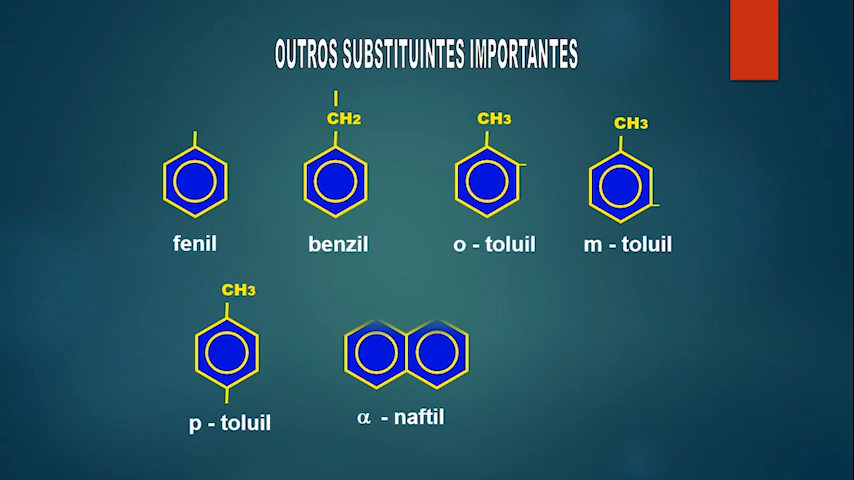 OUTROS SUBSTITUINTES IMPORTANTES
CH2
CH3
CH3
fenil
benzil
o - toluil
m - toluil
CH3
p - toluil
α - naftil